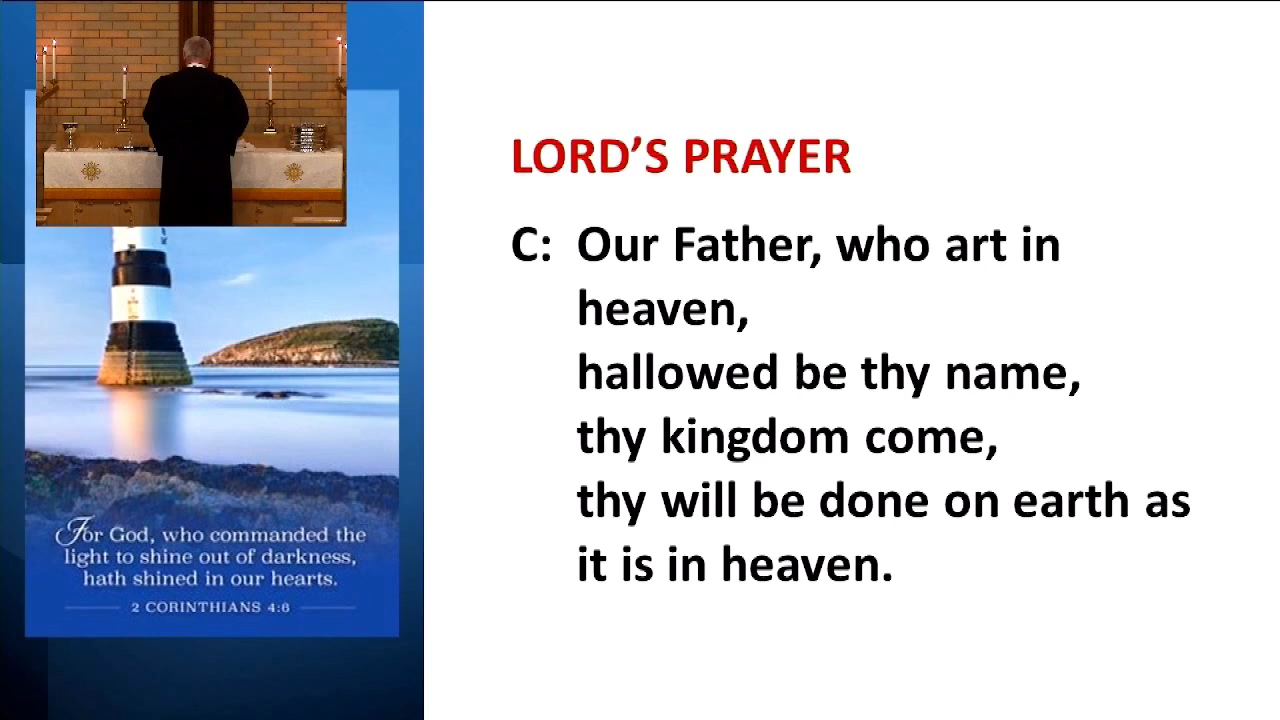 LORD’S PRAYER
C: Our Father, who art in
heaven,
hallowed be thy name,
thy kingdom come,
thy will be done on earth as
it is in heaven.
For God, who commanded the
light to shine out of darkness,
hath shined in our hearts.
2 CORINTHIANS 4:6